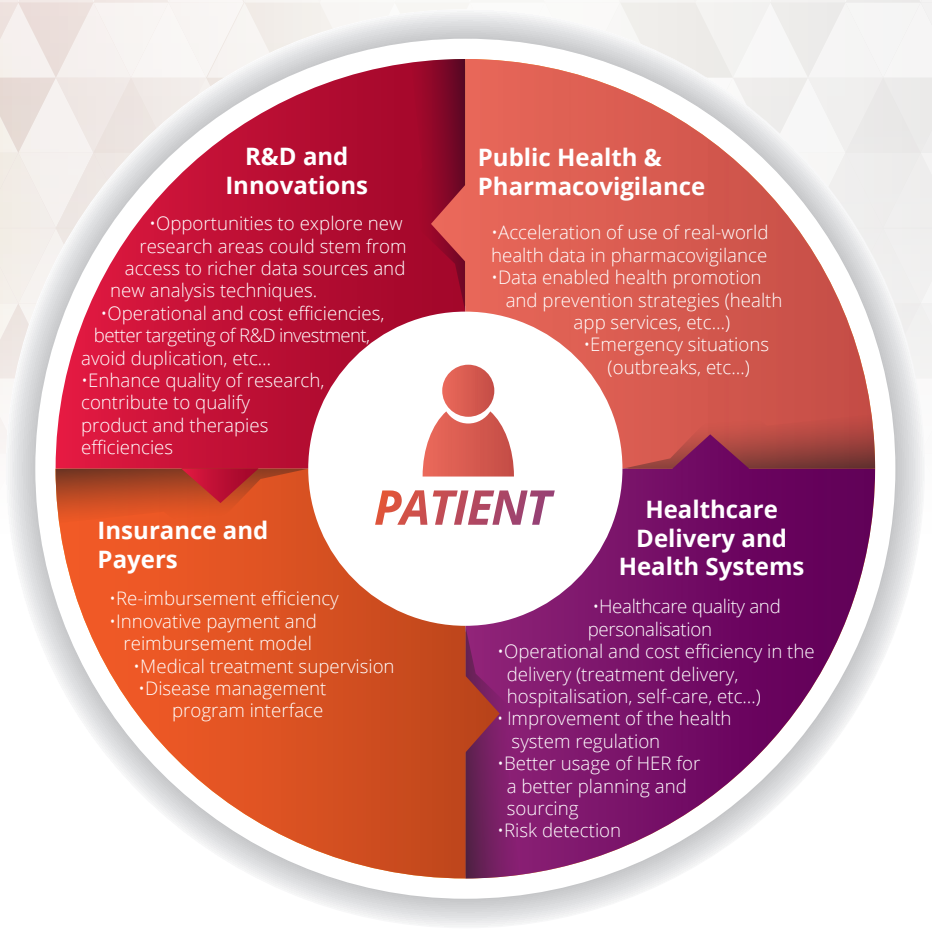 R&D and
Innovations
•Opportunities to explore new
research areas could stem from
access to richer data sources and
new analysis techniques.
•Operational and cost efficiencies,
better targeting of R&D investment,
avoid duplication, etc...
•Enhance quality of research,
contribute to qualify
product and therapies
efficiencies
Public Health &
Pharmacovigilance
•Acceleration of use of real-world
health data in pharmacovigilance
•Data enabled health promotion
and prevention strategies (health
app services, etc...)
•Emergency situations
(outbreaks, etc...)
PATIENT
Insurance and
Payers
•Re-imbursement efficiency
•Innovative payment and
reimbursement model
•Medical treatment supervision
•Disease management
program interface
Healthcare
Delivery and
Health Systems
•Healthcare quality and
personalisation
•Operational and cost efficiency in the
delivery (treatment delivery,
hospitalisation, self-care, etc...)
• Improvement of the health
system regulation
•Better usage of HER for
a better planning and
sourcing
•Risk detection